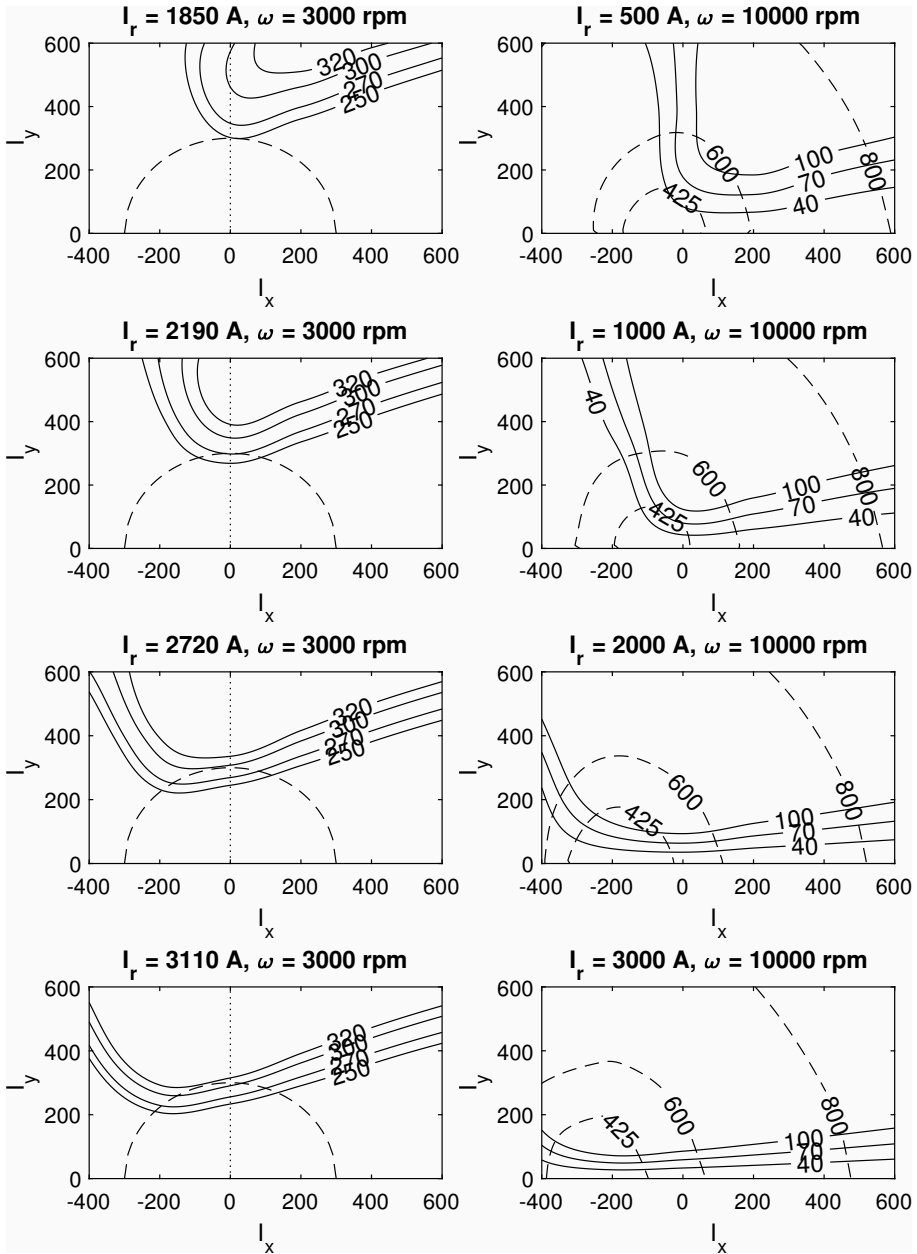 I_r = 1850 A, ω = 3000 rpm
600
400
200
0
-400 -200 0 200 400 600
I_y
I_x
320
300
270
250
I_r = 500 A, ω = 10000 rpm
600
400
200
0
-400 -200 0 200 400 600
I_y
I_x
600
425
100
70
40
800
I_r = 2190 A, ω = 3000 rpm
600
400
200
0
-400 -200 0 200 400 600
I_y
I_x
320
300
270
250
I_r = 1000 A, ω = 10000 rpm
600
400
200
0
-400 -200 0 200 400 600
I_y
I_x
40
600
425
100
70
40
800
I_r = 2720 A, ω = 3000 rpm
600
400
200
0
-400 -200 0 200 400 600
I_y
I_x
320
300
270
250
I_r = 2000 A, ω = 10000 rpm
600
400
200
0
-400 -200 0 200 400 600
I_y
I_x
600
425
100
70
40
800
I_r = 3110 A, ω = 3000 rpm
600
400
200
0
-400 -200 0 200 400 600
I_y
I_x
320
300
270
250
I_r = 3000 A, ω = 10000 rpm
600
400
200
0
-400 -200 0 200 400 600
I_y
I_x
600
425
100
70
40
800